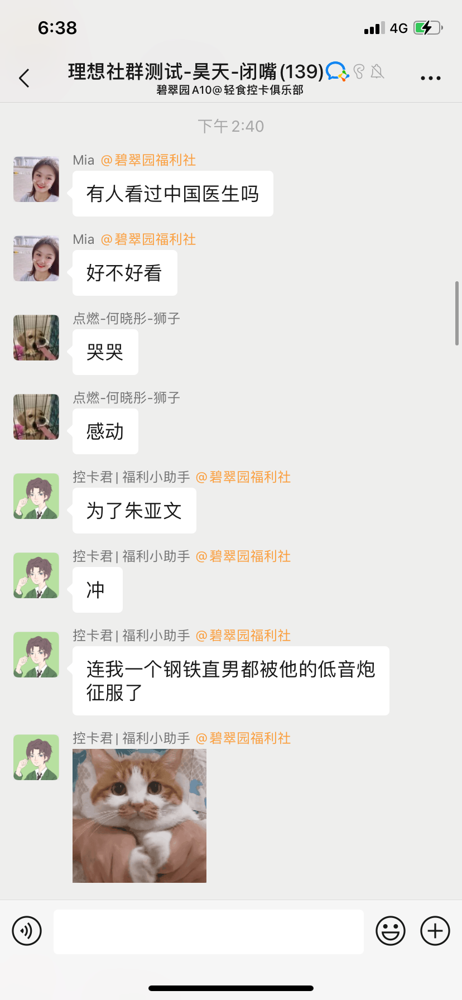 6:38
4G
理想社群测试-昊天-闭嘴(139)
碧翠园A10@轻食控卡俱乐部
下午 2:40
Mia @碧翠园福利社
有人看过中国医生吗
Mia @碧翠园福利社
好不好看
点燃-何晓彤-狮子
哭哭
点燃-何晓彤-狮子
感动
控卡君| 福利小助手 @碧翠园福利社
为了朱亚文
控卡君| 福利小助手 @碧翠园福利社
冲
控卡君| 福利小助手 @碧翠园福利社
连我一个钢铁直男都被他的低音炮
征服了
控卡君| 福利小助手 @碧翠园福利社